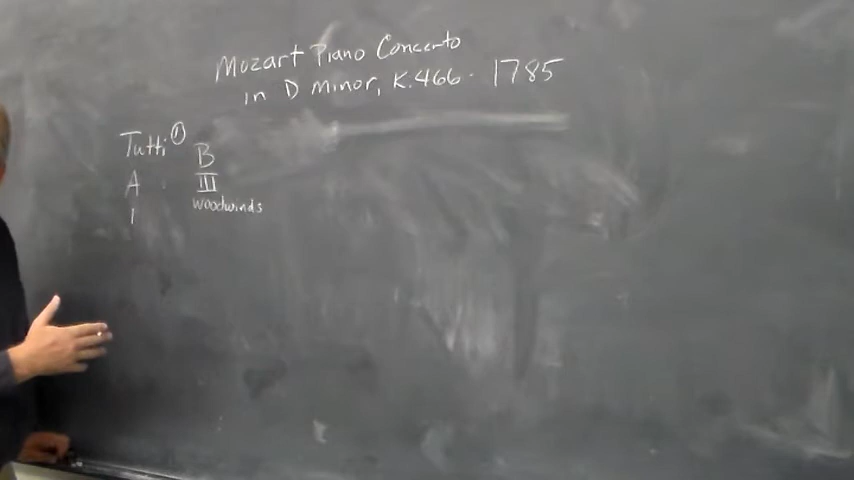 Mozart Piano Concerto
in D Minor, K.466 · 1785
Tutti ①
B
A
III
woodwinds
I